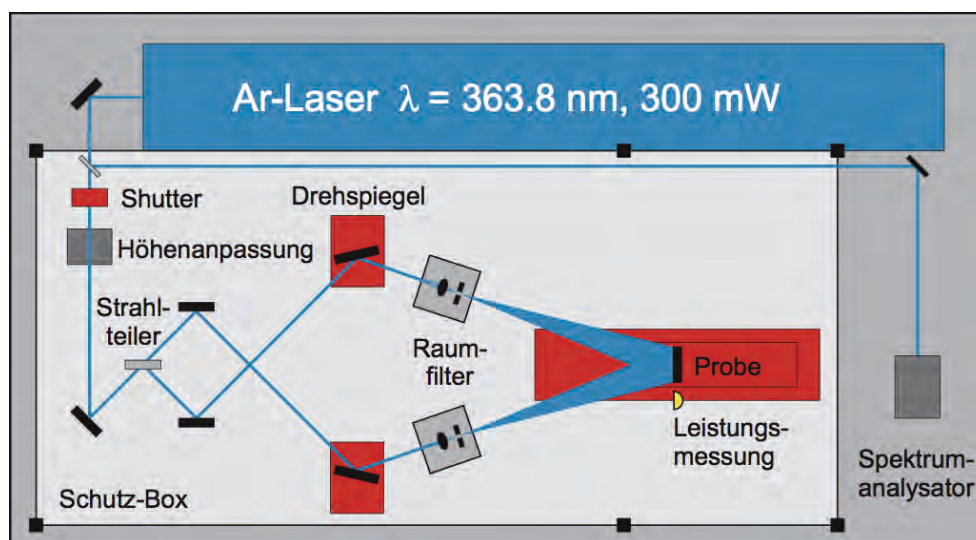 Ar-Laser λ = 363.8 nm, 300 mW
Shutter
Drehspiegel
Höhenanpassung
Strahl-
teiler
Raum-
filter
Probe
Leistungs-
messung
Spektrum-
analysator
Schutz-Box